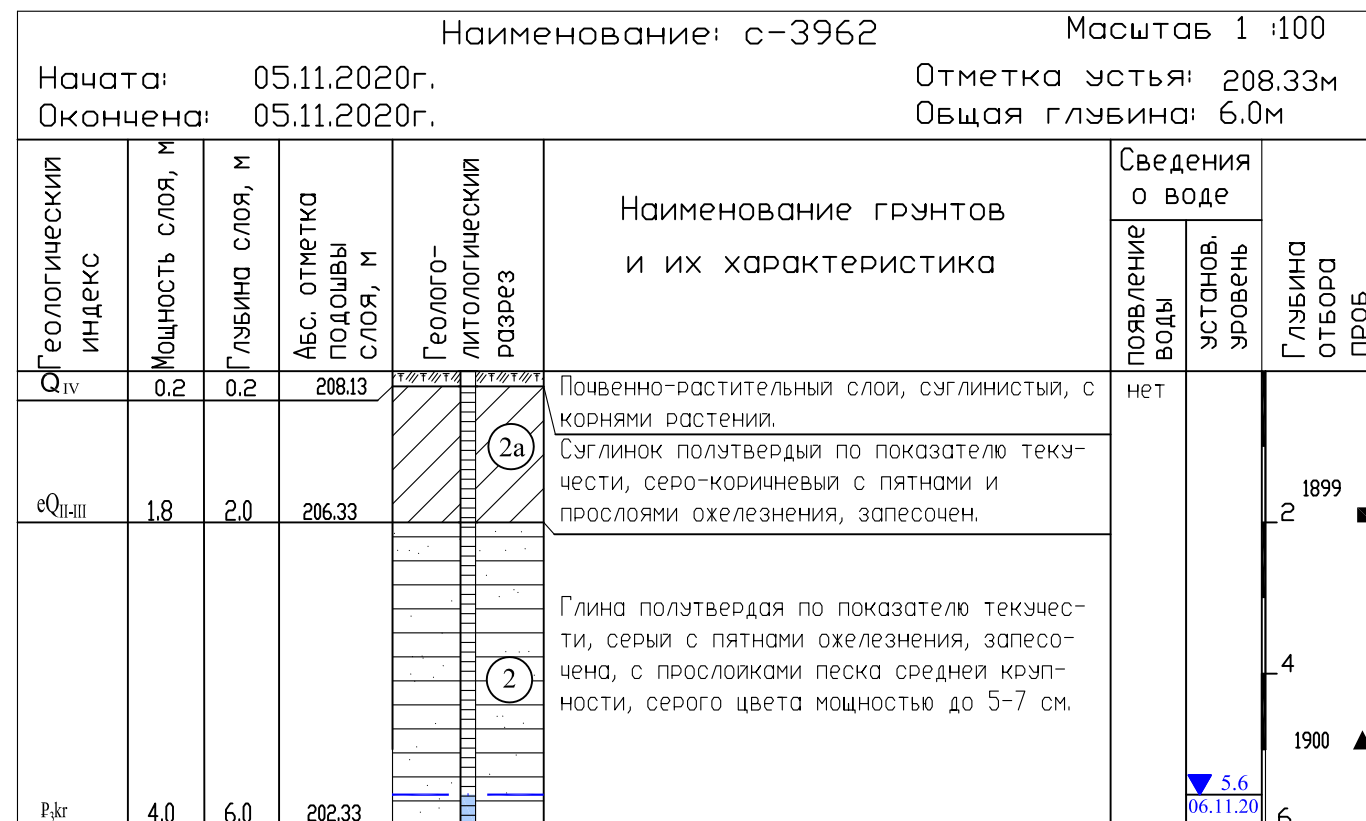 Наименование: с-3962
Масштаб 1 :100
Начата: 05.11.2020г.
Отметка устья: 208.33м
Окончена: 05.11.2020г.
Общая глубина: 6.0м
Геологический
индекс
Мощность слоя, м
Глубина слоя, м
Абс. отметка
подошвы
слоя, м
Геолого-
литологический
разрез
Наименование грунтов
и их характеристика
Сведения
о воде
появление
воды
установ.
уровень
Глубина
отбора
проб
QIV 0.2 0.2 208.13
Почвенно-растительный слой, суглинистый, с
корнями растений.
нет
2а
Суглинок полутвердый по показателю теку-
чести, серо-коричневый с пятнами и
прослоями ожелезнения, запесочен.
eQII-III 1.8 2.0 206.33
1899
2
Глина полутвердая по показателю текучес-
ти, серый с пятнами ожелезнения, запесо-
чена, с прослойками песка средней круп-
ности, серого цвета мощностью до 5-7 см.
2
4
1900
5.6
06.11.20
₽3kr 4.0 6.0 202.33
6